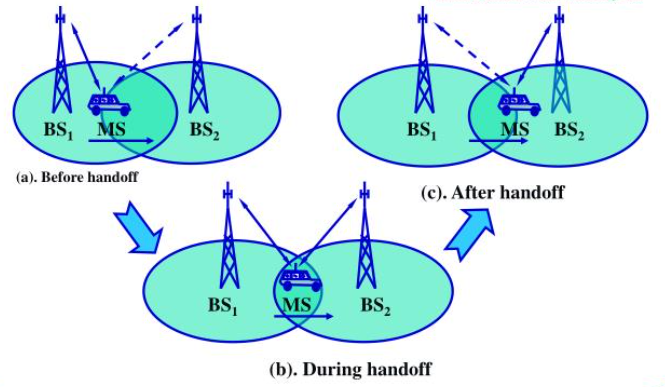 BS₁ MS BS₂
(a). Before handoff
BS₁ MS BS₂
(c). After handoff
BS₁ MS BS₂
(b). During handoff